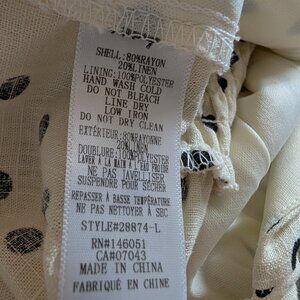 SHELL:80%RAYON
20%LINEN
LINING:100%POLYESTER
HAND WASH COLD
DO NOT BLEACH
LINE DRY
LOW IRON
DO NOT DRY CLEAN
EXTÉRIEUR:80%RAYONNE
20%LINEN
DOUBLURE:100%POLYESTER
LAVER À LA MAIN À L'EAU FROIDE
NE PAS JAVELLISER
SUSPENDRE POUR SÉCHER
REPASSER À BASSE TEMPÉRATURE
NE PAS NETTOYER À SEC
STYLE#28874-L
RN#146051
CA#07043
MADE IN CHINA
FABRIQUÉ EN CHINE